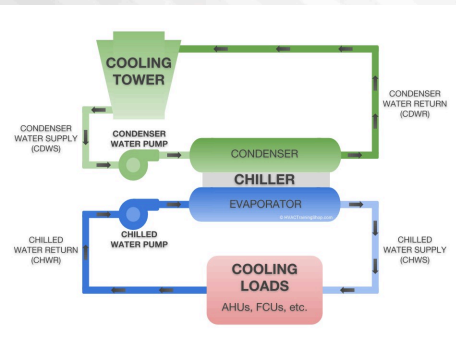 COOLING
TOWER
CONDENSER
WATER RETURN
(CDWR)
CONDENSER
WATER SUPPLY
(CDWS)
CONDENSER
WATER PUMP
CONDENSER
CHILLER
EVAPORATOR
CHILLED
WATER PUMP
CHILLED
WATER RETURN
(CHWR)
CHILLED
WATER SUPPLY
(CHWS)
COOLING
LOADS
AHUs, FCUs, etc.